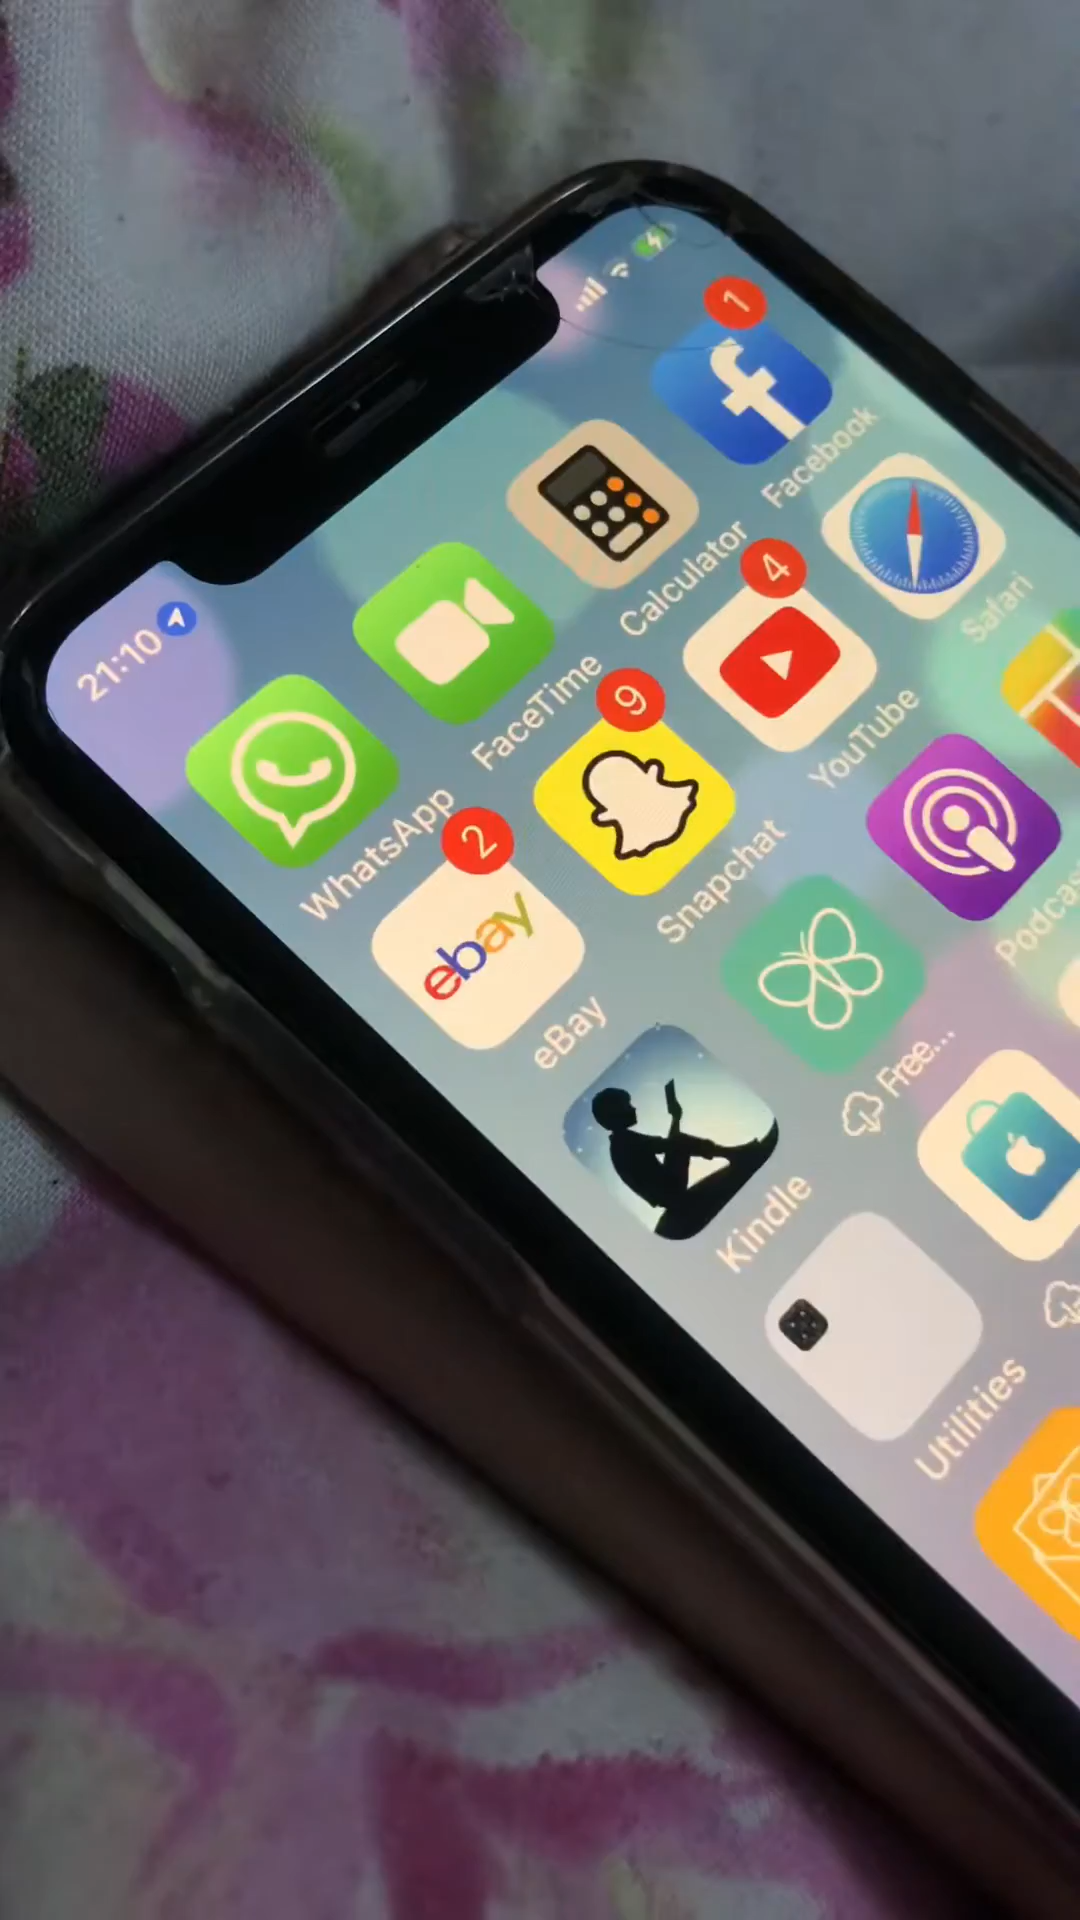 21:10
WhatsApp
FaceTime
Calculator
1
Facebook
2
ebay
eBay
9
Snapchat
4
YouTube
Safari
Kindle
Free...
Utilities